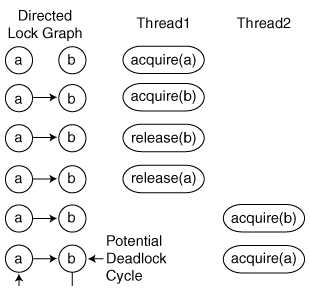 Directed
Lock Graph
Thread1
Thread2
a b acquire(a)
a b acquire(b)
a b release(b)
a b release(a)
a b acquire(b)
a b Potential
Deadlock
Cycle
acquire(a)